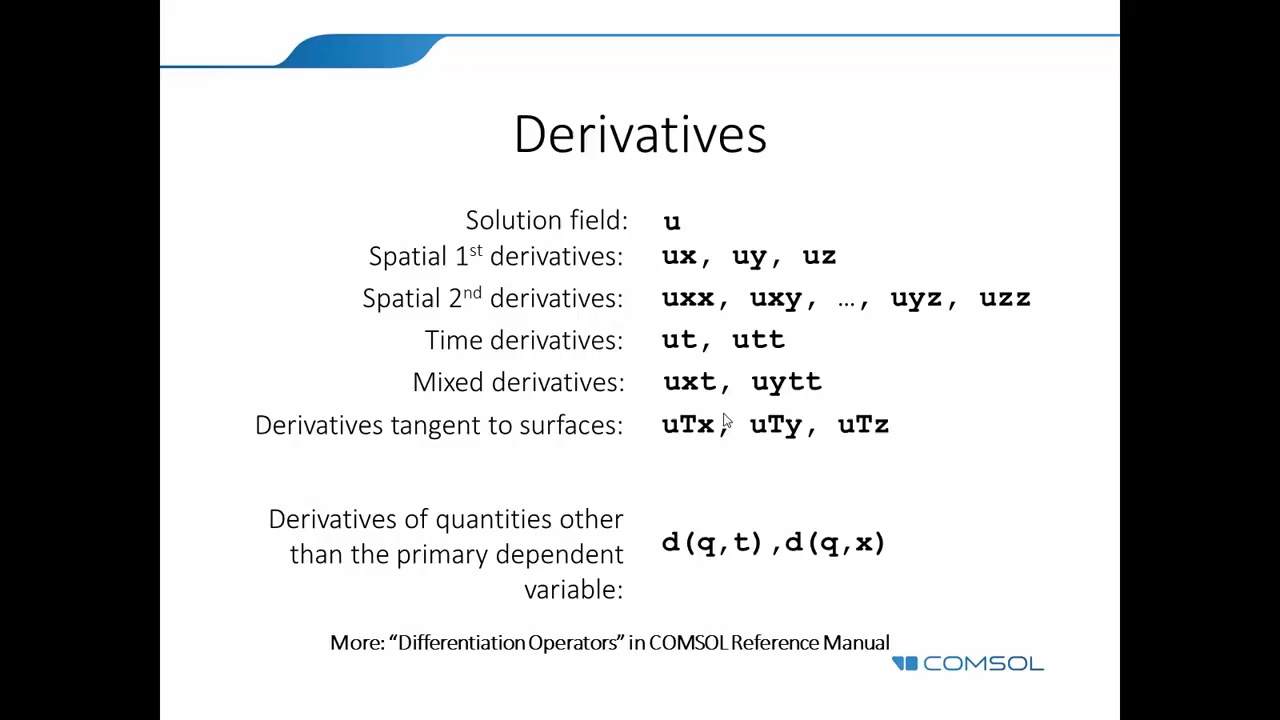 Derivatives
Solution field: u
Spatial 1st derivatives: ux, uy, uz
Spatial 2nd derivatives: uxx, uxy, …, uyz, uzz
Time derivatives: ut, utt
Mixed derivatives: uxt, uytt
Derivatives tangent to surfaces: uTx, uTy, uTz
Derivatives of quantities other
than the primary dependent
variable:
d(q,t),d(q,x)
More: “Differentiation Operators” in COMSOL Reference Manual
COMSOL